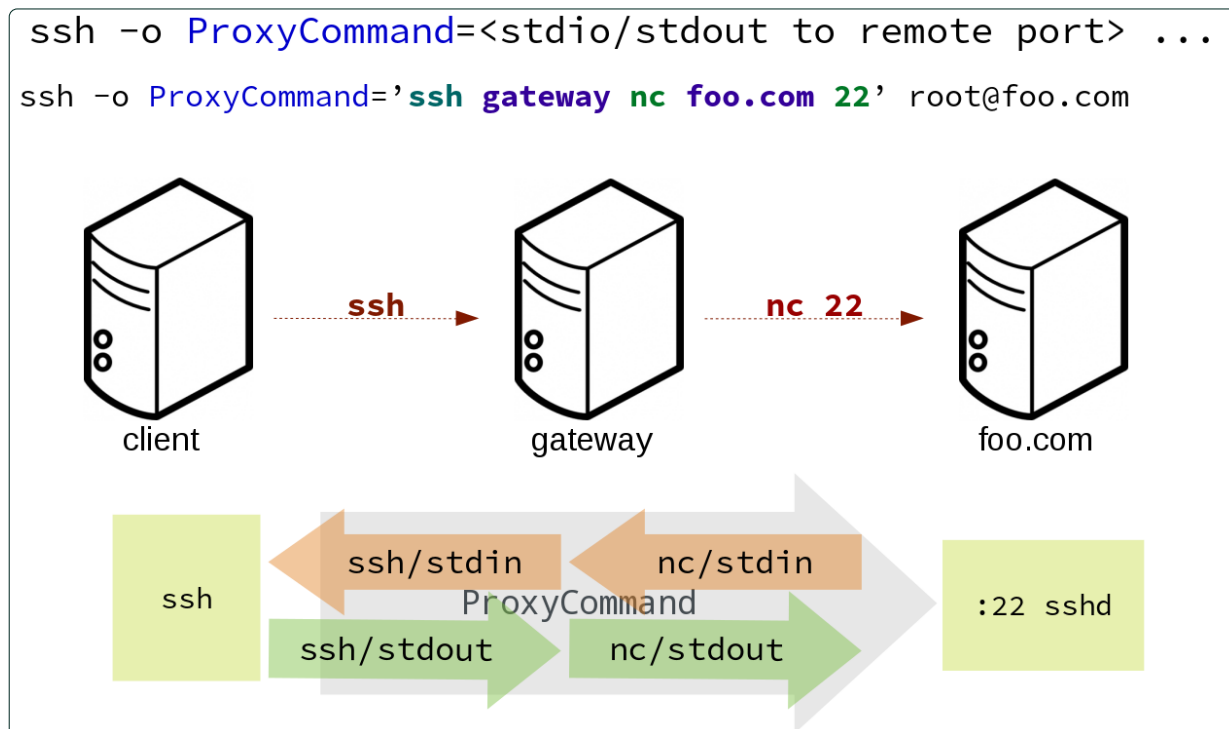 ssh -o ProxyCommand=<stdio/stdout to remote port> ...
ssh -o ProxyCommand=’ssh gateway nc foo.com 22’ root@foo.com
ssh
nc 22
client
gateway
foo.com
ssh/stdin
nc/stdin
ssh
ProxyCommand
:22 sshd
ssh/stdout
nc/stdout